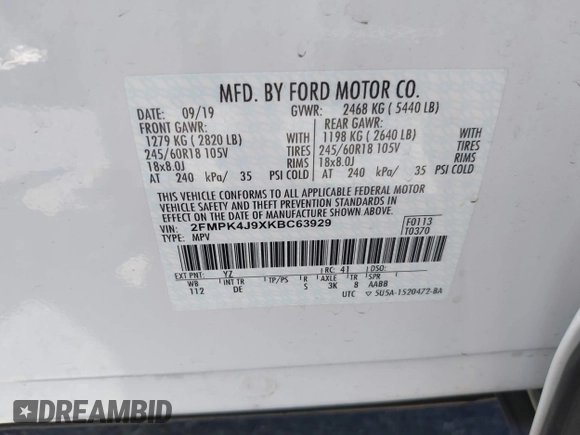 MFD. BY FORD MOTOR CO.
DATE: 09/19 GVWR: 2468 KG ( 5440 LB)
FRONT GAWR: REAR GAWR:
1279 KG ( 2820 LB) WITH 1198 KG ( 2640 LB) WITH
245/60R18 105V TIRES 245/60R18 105V TIRES
18x8.0J RIMS 18x8.0J RIMS
AT 240 kPa/ 35 PSI COLD AT 240 kPa/ 35 PSI COLD
THIS VEHICLE CONFORMS TO ALL APPLICABLE FEDERAL MOTOR
VEHICLE SAFETY AND THEFT PREVENTION STANDARDS IN
EFFECT ON THE DATE OF MANUFACTURE SHOWN ABOVE.
VIN: 2FMPK4J9XKBC63929 F0113
TYPE: MPV T0370
EXT PNT: YZ RC: 41 DSO:
WB INT TR TP/PS R AXLE TR SPR
112 DE S 3K 8 AABB
UTC 5U5A-1520472-BA
DREAMBID